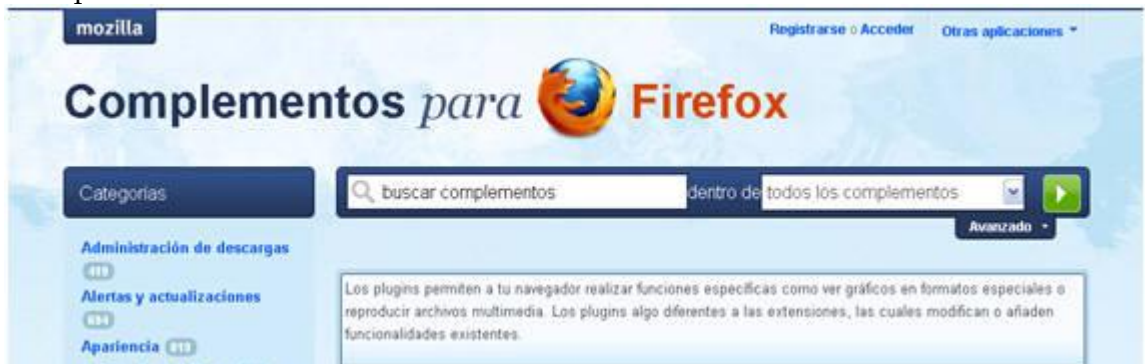 mozilla
Registrarse o Acceder
Otras aplicaciones
Complementos para Firefox
Categorias
buscar complementos
dentro de todos los complementos
Avanzado
Administración de descargas
Alertas y actualizaciones
Apariencia
Los plugins permiten a tu navegador realizar funciones específicas como ver gráficos en formatos especiales o
reproducir archivos multimedia. Los plugins algo diferentes a las extensiones, las cuales modifican o añaden
funcionalidades existentes.